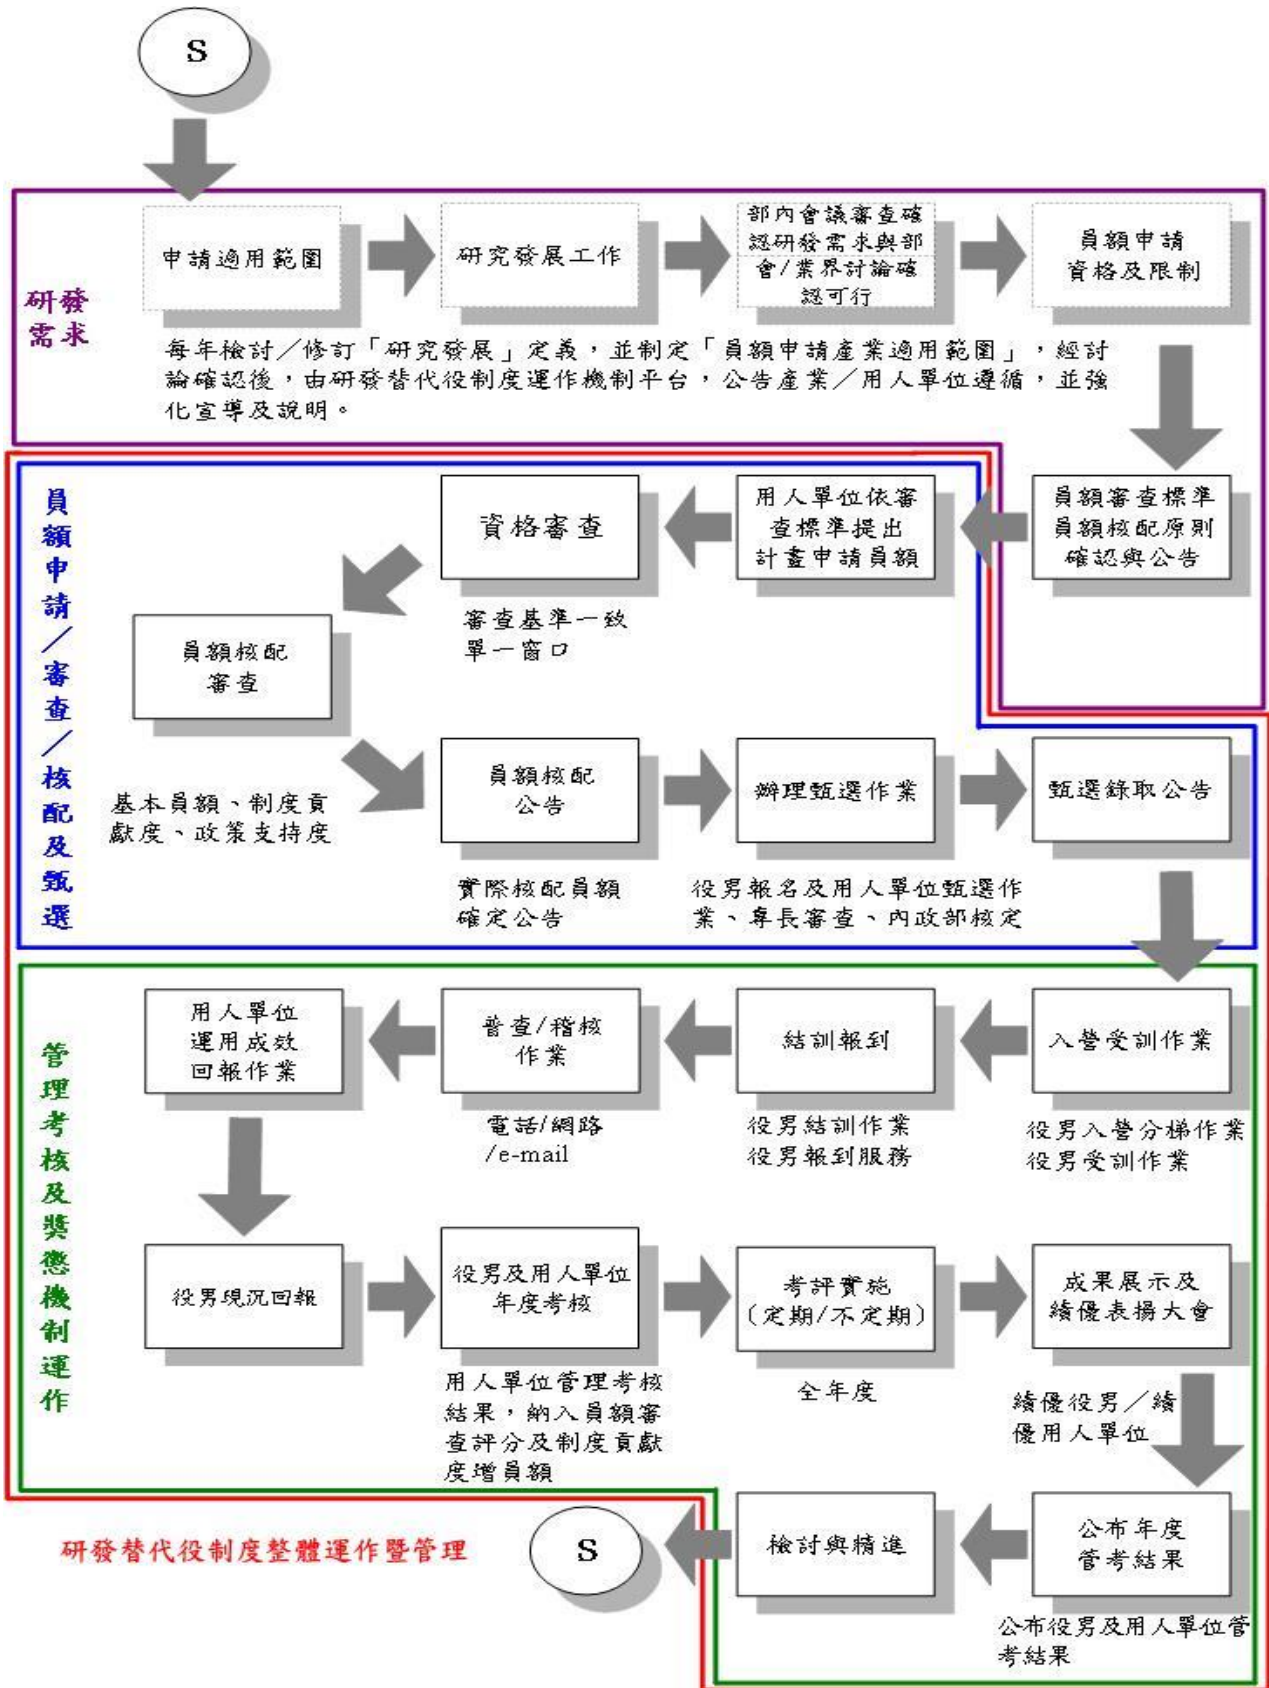 S
研發
需求
申請適用範圍
研究發展工作
部內會議審查確
認研發需求與部
會/業界討論確
認可行
員額申請
資格及限制
每年檢討／修訂「研究發展」定義，並制定「員額申請產業適用範圍」，經討
論確認後，由研發替代役制度運作機制平台，公告產業／用人單位遵循，並強
化宣導及說明。
員額審查標準
員額核配原則
確認與公告
員額申請／審查／核配及甄選
用人單位依審
查標準提出
計畫申請員額
資格審查
審查基準一致
單一窗口
員額核配
審查
基本員額、制度貢
獻度、政策支持度
員額核配
公告
實際核配員額
確定公告
辦理甄選作業
役男報名及用人單位甄選作
業、專長審查、內政部核定
甄選錄取公告
管理考核及獎懲機制運作
入營受訓作業
役男入營分梯作業
役男受訓作業
結訓報到
役男結訓作業
役男報到服務
普查/稽核
作業
電話/網路
/e-mail
用人單位
運用成效
回報作業
役男現況回報
役男及用人單位
年度考核
用人單位管理考核
結果，納入員額審
查評分及制度貢獻
度增員額
考評實施
(定期/不定期)
全年度
成果展示及
績優表揚大會
績優役男／績
優用人單位
公布年度
管考結果
公布役男及用人單位管
考結果
檢討與精進
S
研發替代役制度整體運作暨管理